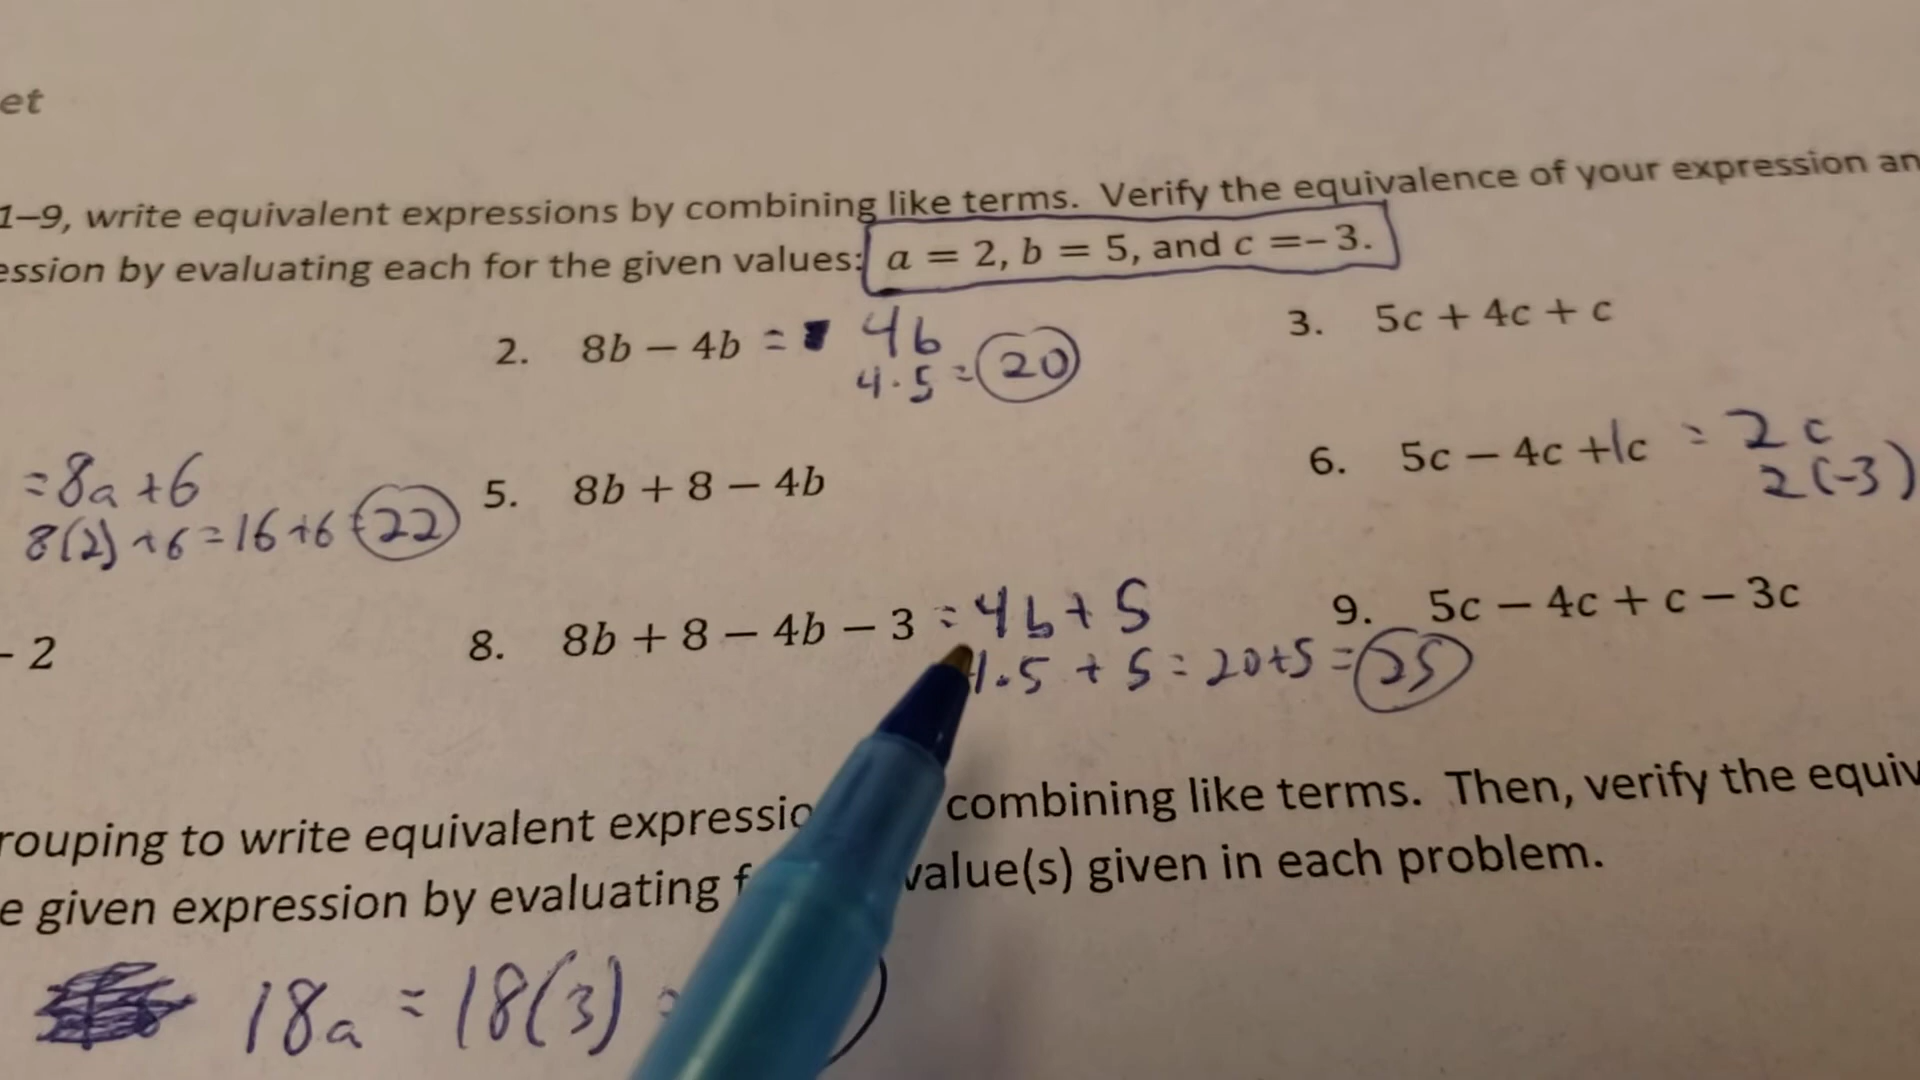 et
1–9, write equivalent expressions by combining like terms. Verify the equivalence of your expression an
ession by evaluating each for the given values: a = 2, b = 5, and c =– 3.
2. 8b − 4b = 4b
4·5 = 20
3. 5c + 4c + c
= 8a + 6
8(2) + 6 = 16 + 6 = 22
5. 8b + 8 − 4b
6. 5c − 4c + 1c = 2c
2(-3)
- 2
8. 8b + 8 − 4b − 3 = 4b + 5
4·5 + 5 = 20+5 = 25
9. 5c − 4c + c − 3c
rouping to write equivalent expressio combining like terms. Then, verify the equiv
e given expression by evaluating f value(s) given in each problem.
18a = 18(3) =